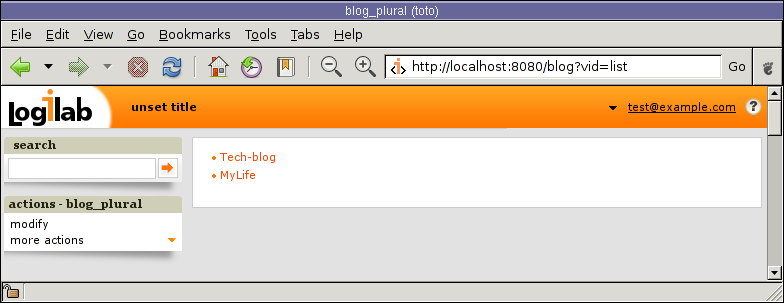 blog_plural (toto)
File Edit View Go Bookmarks Tools Tabs Help
http://localhost:8080/blog?vid=list Go
Logilab unset title test@example.com ?
search
Tech-blog
MyLife
actions - blog_plural
modify
more actions